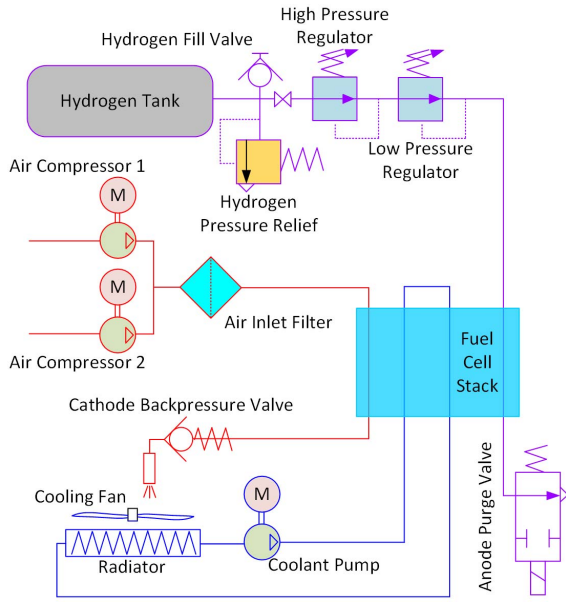 High Pressure
Regulator
Hydrogen Fill Valve
Hydrogen Tank
Low Pressure
Regulator
Air Compressor 1
M
Hydrogen
Pressure Relief
M
Air Inlet Filter
Air Compressor 2
Fuel
Cell
Stack
Cathode Backpressure Valve
Anode Purge Valve
Cooling Fan
M
Radiator
Coolant Pump